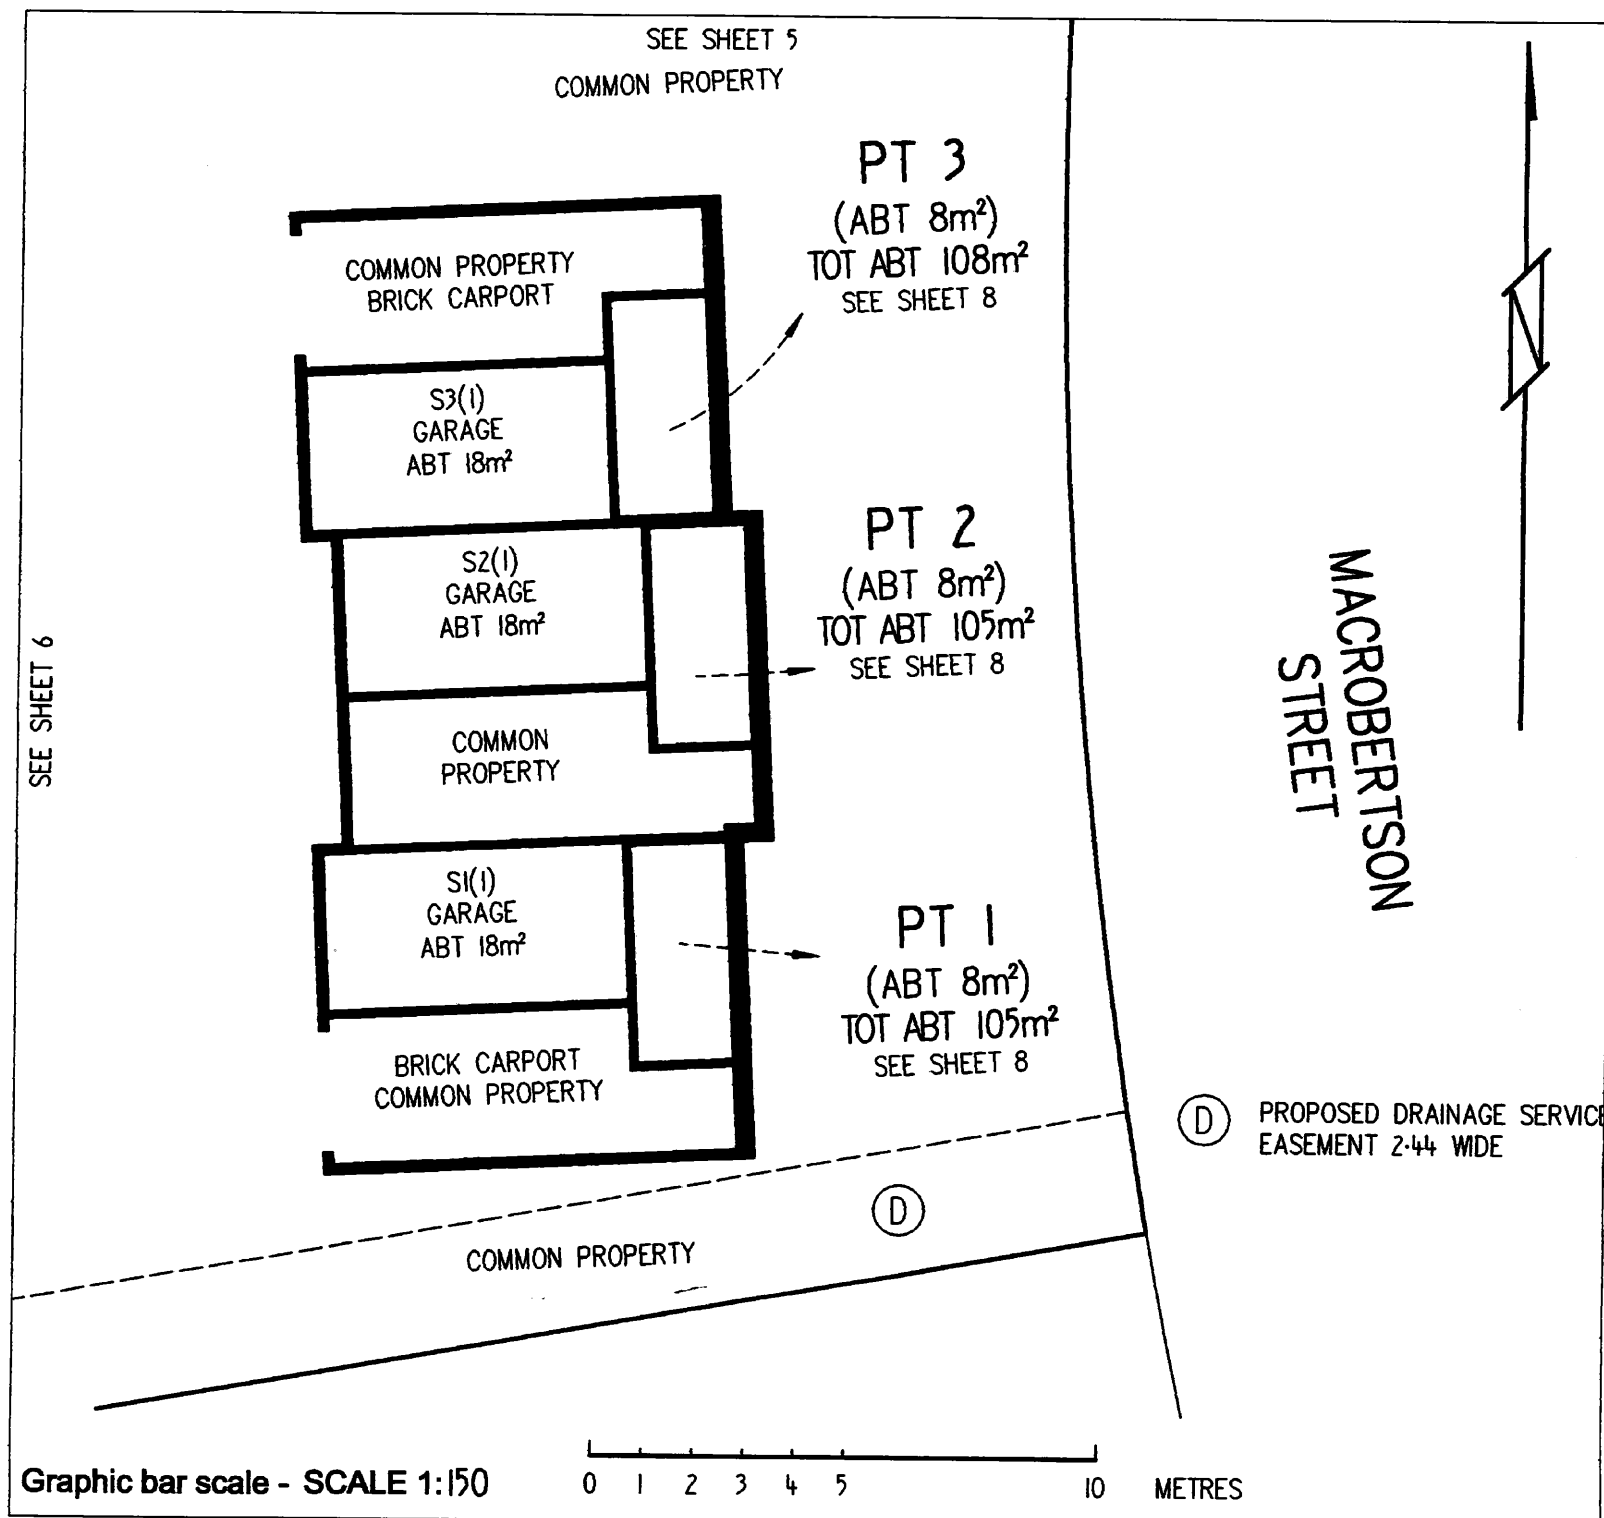 SEE SHEET 5
COMMON PROPERTY
PT 3
(ABT 8m²)
TOT ABT 108m²
SEE SHEET 8
COMMON PROPERTY
BRICK CARPORT
S3(1)
GARAGE
ABT 18m²
PT 2
(ABT 8m²)
TOT ABT 105m²
SEE SHEET 8
S2(1)
GARAGE
ABT 18m²
MACROBERTSON
STREET
SEE SHEET 6
COMMON
PROPERTY
S1(1)
GARAGE
ABT 18m²
PT 1
(ABT 8m²)
TOT ABT 105m²
SEE SHEET 8
BRICK CARPORT
COMMON PROPERTY
D PROPOSED DRAINAGE SERVICE
EASEMENT 2·44 WIDE
D
COMMON PROPERTY
Graphic bar scale - SCALE 1:150
0 1 2 3 4 5 10 METRES